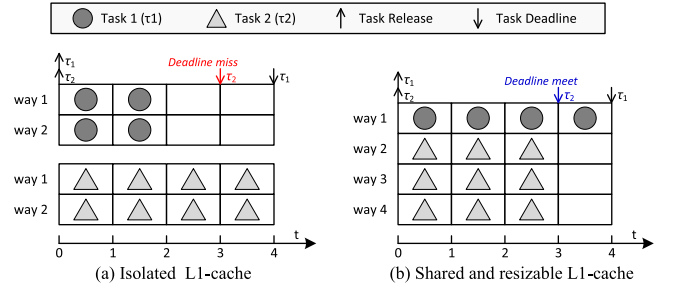 Task 1 (τ1) Task 2 (τ2) Task Release Task Deadline
τ1
τ2
Deadline miss
τ2
τ1
way 1
way 2
way 1
way 2
0 1 2 3 4 t
(a) Isolated L1-cache
τ1
τ2
Deadline meet
τ2
τ1
way 1
way 2
way 3
way 4
0 1 2 3 4 t
(b) Shared and resizable L1-cache